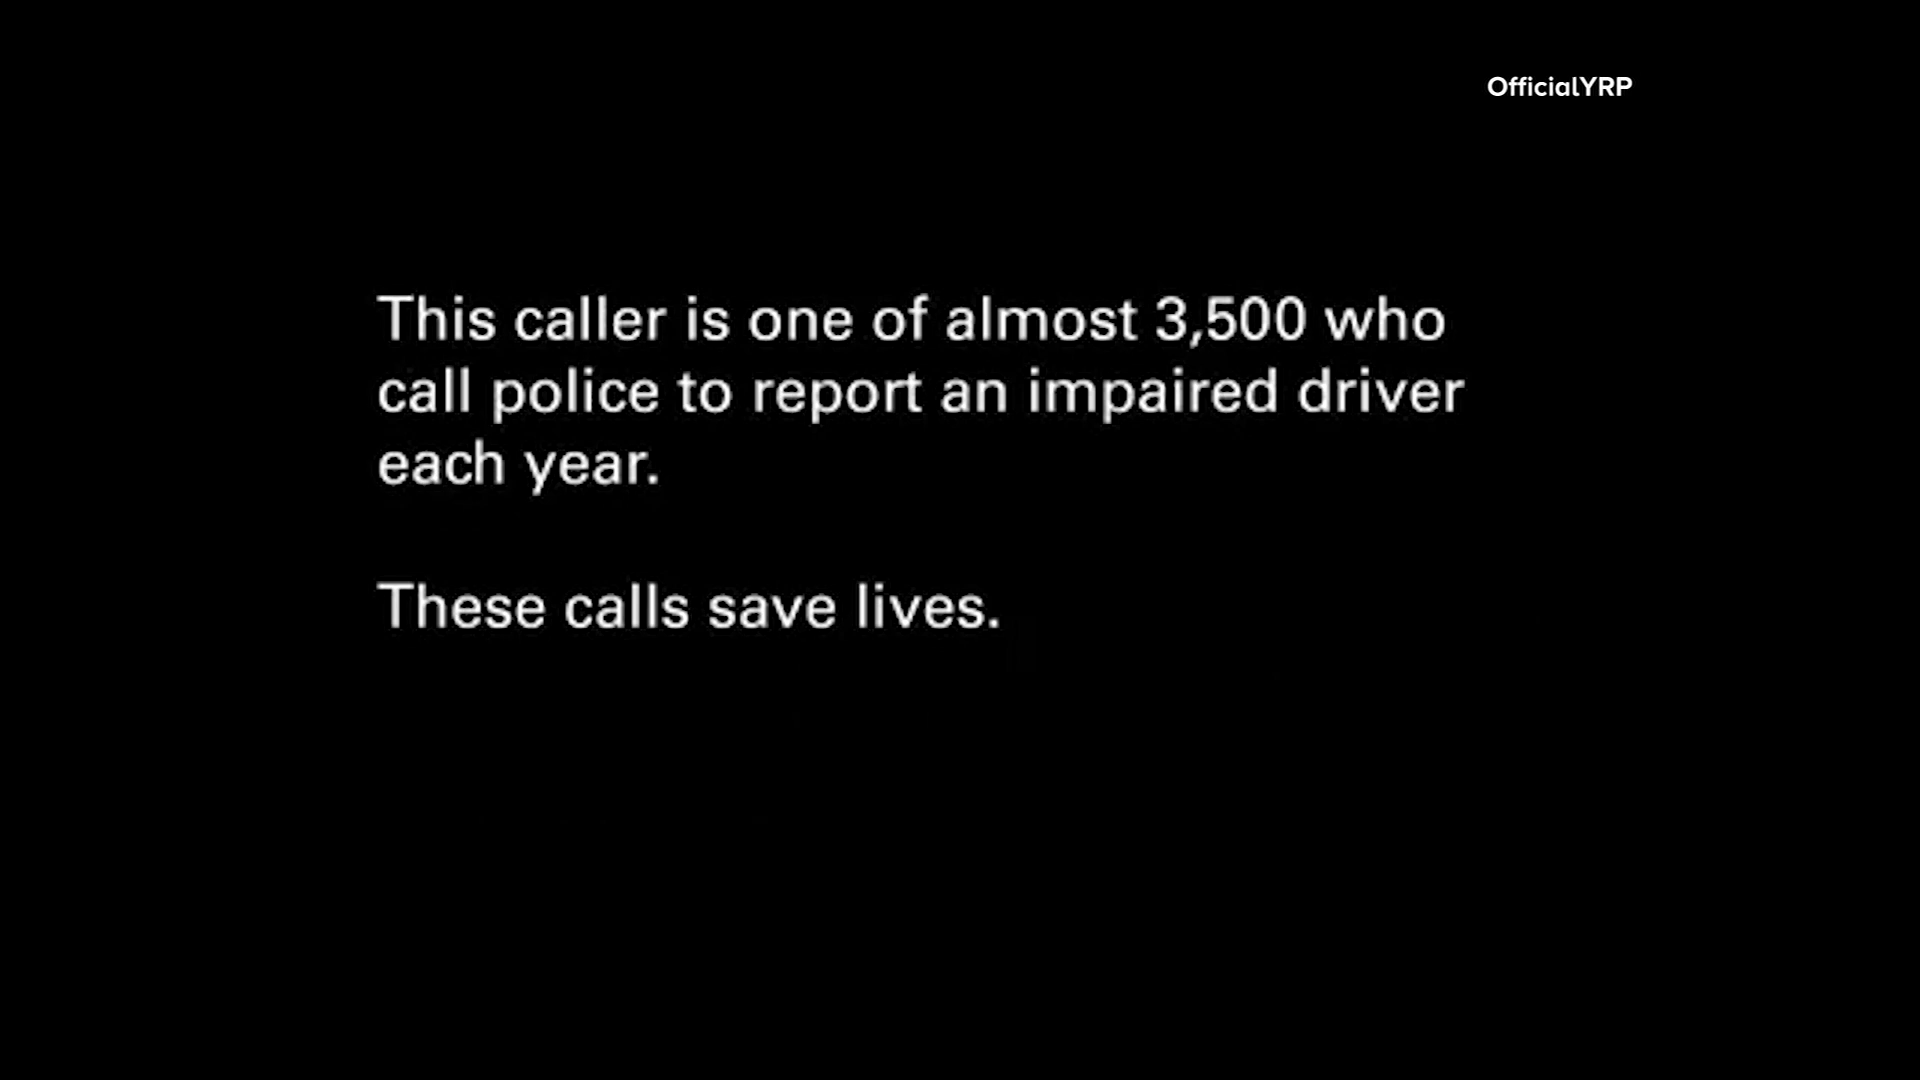 OfficialYRP
This caller is one of almost 3,500 who
call police to report an impaired driver
each year.
These calls save lives.